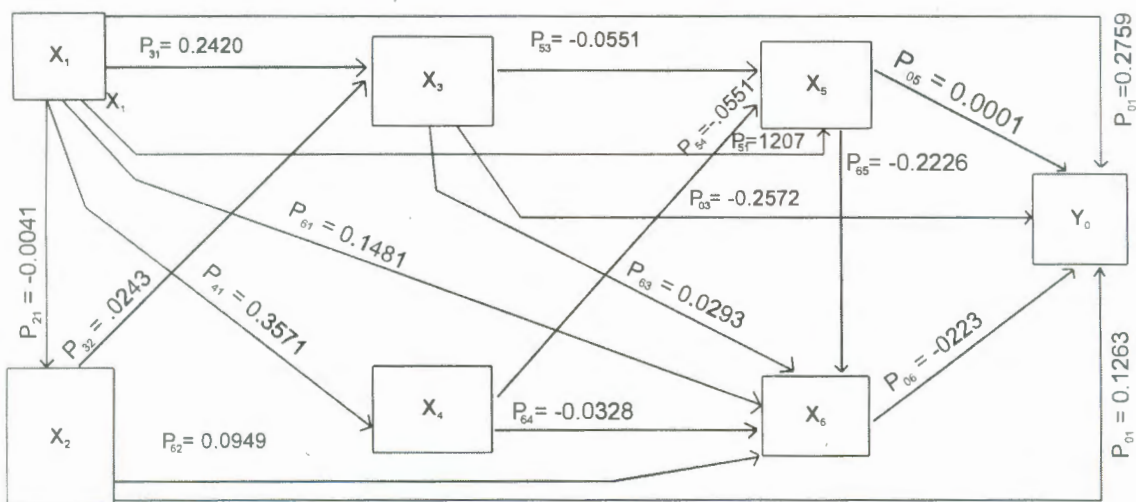 X₁
P₃₁= 0.2420
X₃
P₅₃= -0.0551
X₅
P₀₅ = 0.0001
P₀₁=0.2759
X₁
P₅₄=-.0551
P₅₁=1207
P₆₅= -0.2226
P₀₃= -0.2572
Y₀
P₂₁ = -0.0041
P₃₂ = .0243
P₄₁ = 0.3571
P₆₁ = 0.1481
P₆₃ = 0.0293
P₀₆ = -0223
P₀₁ = 0.1263
X₂
X₄
P₆₄= -0.0328
X₆
P₆₂= 0.0949